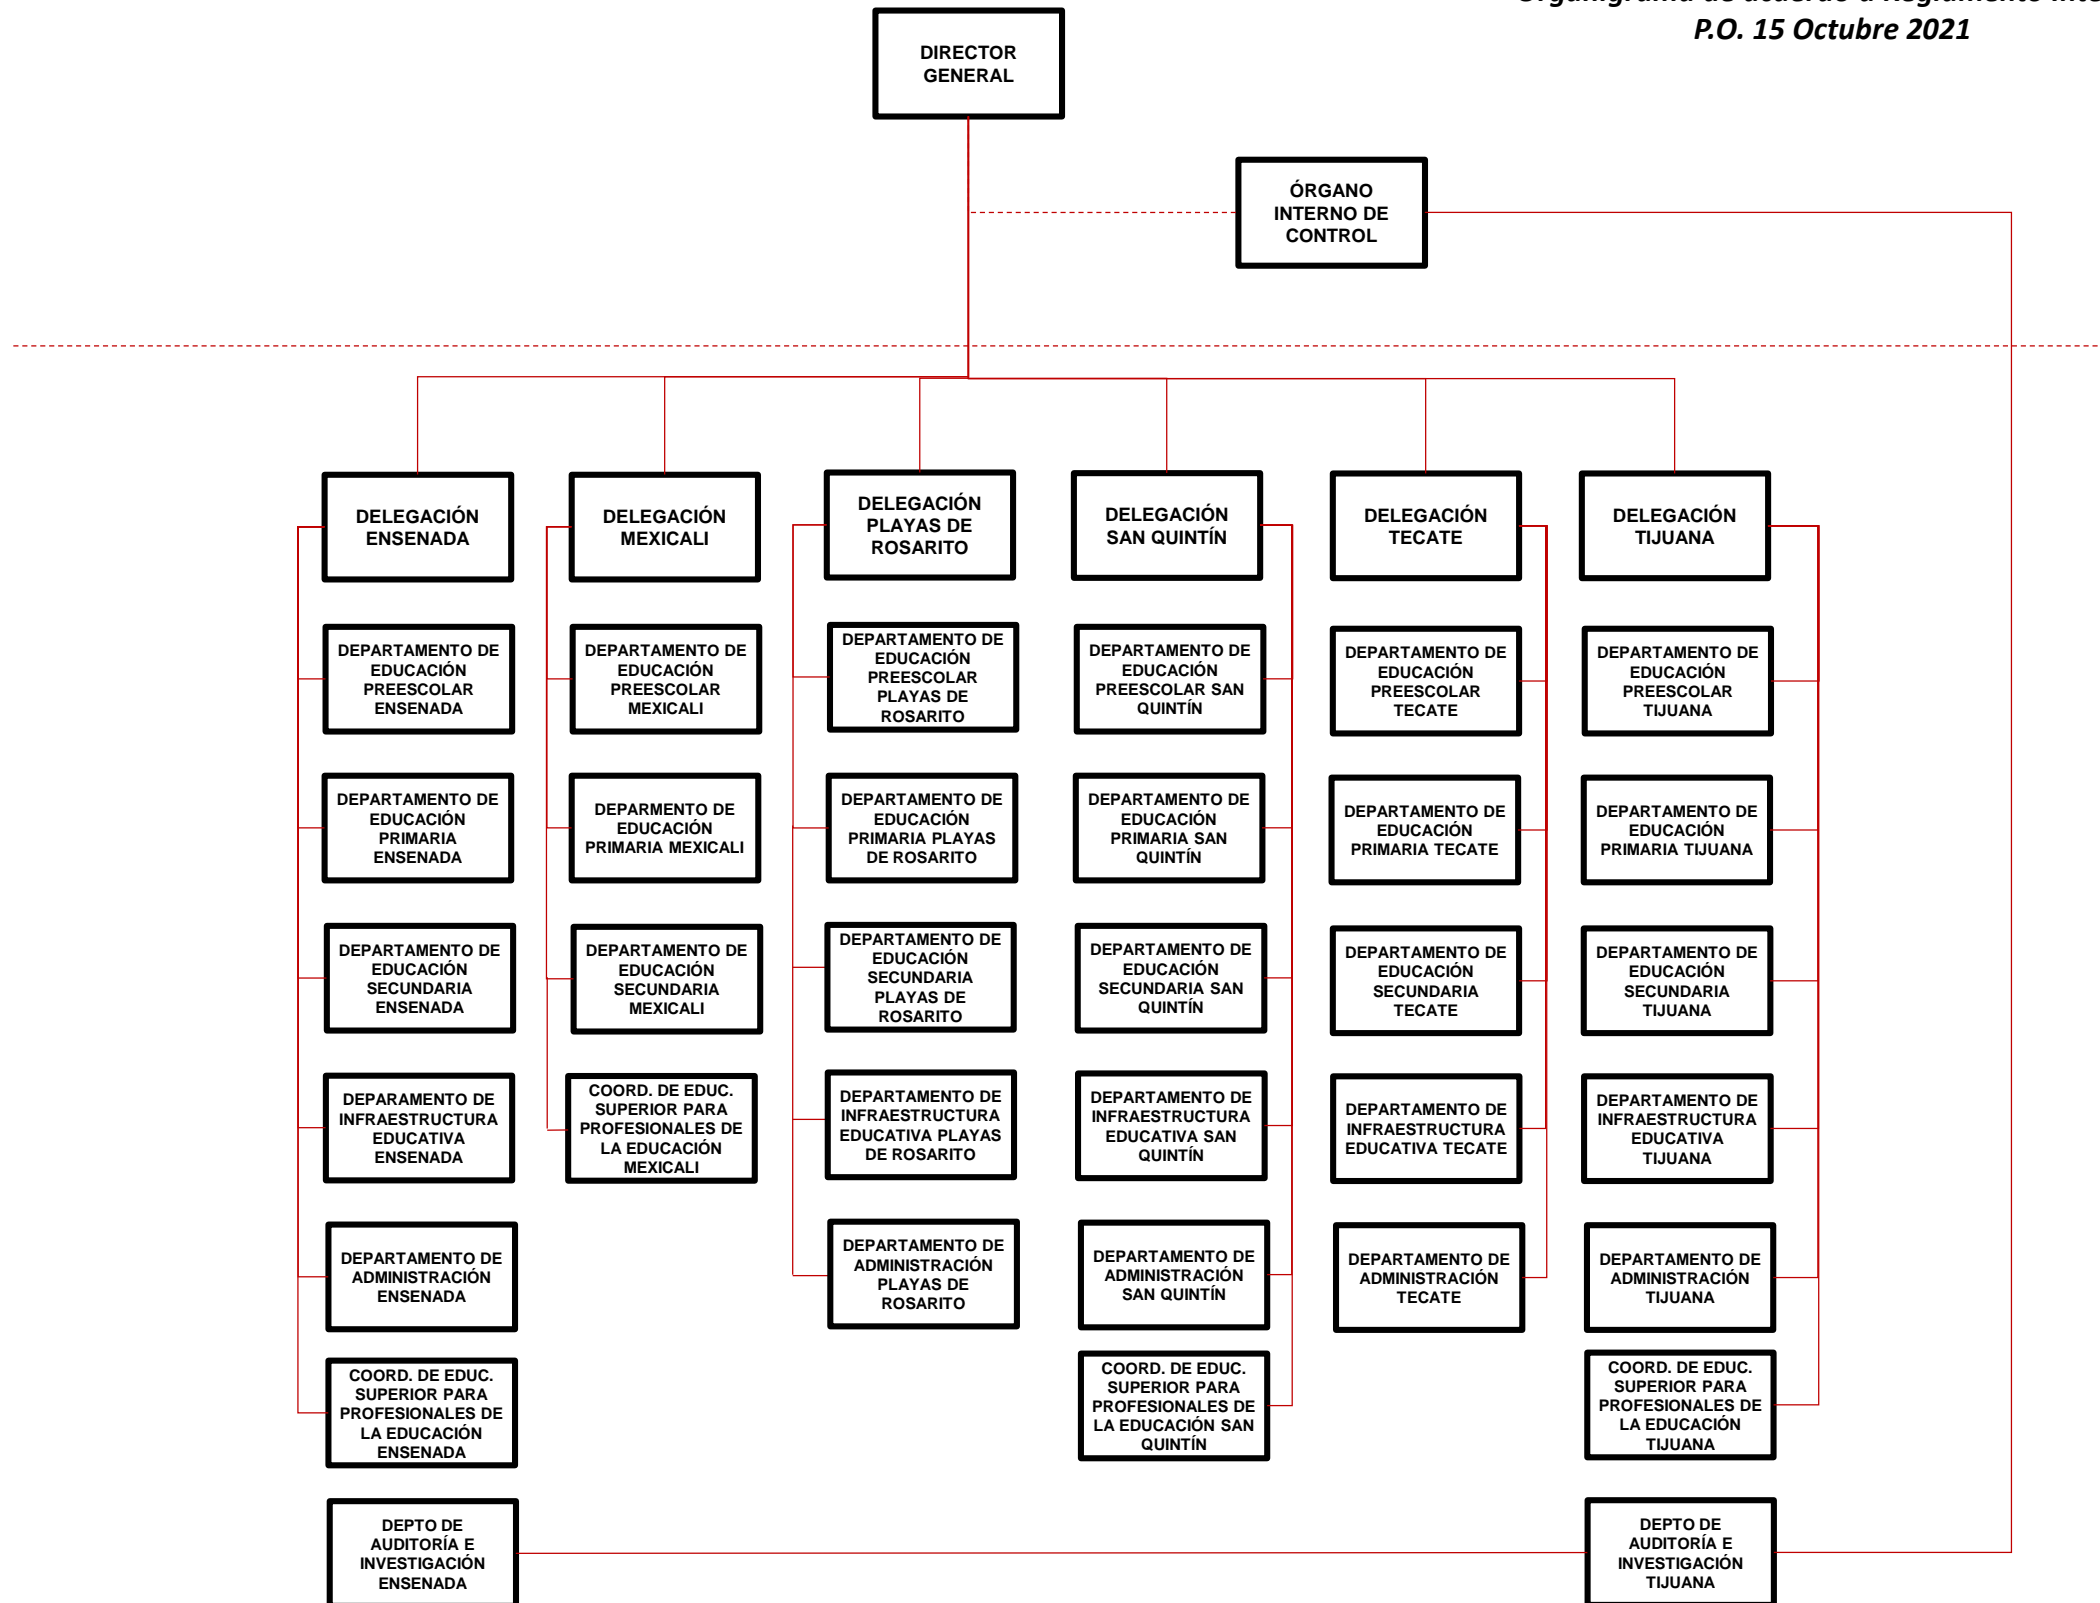 Organigrama de acuerdo a Reglamento
P.O. 15 Octubre 2021
DIRECTOR
GENERAL
ÓRGANO
INTERNO DE
CONTROL
DELEGACIÓN
ENSENADA
DELEGACIÓN
MEXICALI
DELEGACIÓN
PLAYAS DE
ROSARITO
DELEGACIÓN
SAN QUINTÍN
DELEGACIÓN
TECATE
DELEGACIÓN
TIJUANA
DEPARTAMENTO DE
EDUCACIÓN
PREESCOLAR
ENSENADA
DEPARTAMENTO DE
EDUCACIÓN
PREESCOLAR
MEXICALI
DEPARTAMENTO DE
EDUCACIÓN
PREESCOLAR
PLAYAS DE
ROSARITO
DEPARTAMENTO DE
EDUCACIÓN
PREESCOLAR SAN
QUINTÍN
DEPARTAMENTO DE
EDUCACIÓN
PREESCOLAR
TECATE
DEPARTAMENTO DE
EDUCACIÓN
PREESCOLAR
TIJUANA
DEPARTAMENTO DE
EDUCACIÓN
PRIMARIA
ENSENADA
DEPARMENTO DE
EDUCACIÓN
PRIMARIA MEXICALI
DEPARTAMENTO DE
EDUCACIÓN
PRIMARIA PLAYAS
DE ROSARITO
DEPARTAMENTO DE
EDUCACIÓN
PRIMARIA SAN
QUINTÍN
DEPARTAMENTO DE
EDUCACIÓN
PRIMARIA TECATE
DEPARTAMENTO DE
EDUCACIÓN
PRIMARIA TIJUANA
DEPARTAMENTO DE
EDUCACIÓN
SECUNDARIA
ENSENADA
DEPARTAMENTO DE
EDUCACIÓN
SECUNDARIA
MEXICALI
DEPARTAMENTO DE
EDUCACIÓN
SECUNDARIA
PLAYAS DE
ROSARITO
DEPARTAMENTO DE
EDUCACIÓN
SECUNDARIA SAN
QUINTÍN
DEPARTAMENTO DE
EDUCACIÓN
SECUNDARIA
TECATE
DEPARTAMENTO DE
EDUCACIÓN
SECUNDARIA
TIJUANA
DEPARAMENTO DE
INFRAESTRUCTURA
EDUCATIVA
ENSENADA
COORD. DE EDUC.
SUPERIOR PARA
PROFESIONALES DE
LA EDUCACIÓN
MEXICALI
DEPARTAMENTO DE
INFRAESTRUCTURA
EDUCATIVA PLAYAS
DE ROSARITO
DEPARTAMENTO DE
INFRAESTRUCTURA
EDUCATIVA SAN
QUINTÍN
DEPARTAMENTO DE
INFRAESTRUCTURA
EDUCATIVA TECATE
DEPARTAMENTO DE
INFRAESTRUCTURA
EDUCATIVA
TIJUANA
DEPARTAMENTO DE
ADMINISTRACIÓN
ENSENADA
DEPARTAMENTO DE
ADMINISTRACIÓN
PLAYAS DE
ROSARITO
DEPARTAMENTO DE
ADMINISTRACIÓN
SAN QUINTÍN
DEPARTAMENTO DE
ADMINISTRACIÓN
TECATE
DEPARTAMENTO DE
ADMINISTRACIÓN
TIJUANA
COORD. DE EDUC.
SUPERIOR PARA
PROFESIONALES DE
LA EDUCACIÓN
ENSENADA
COORD. DE EDUC.
SUPERIOR PARA
PROFESIONALES DE
LA EDUCACIÓN SAN
QUINTÍN
COORD. DE EDUC.
SUPERIOR PARA
PROFESIONALES DE
LA EDUCACIÓN
TIJUANA
DEPTO DE
AUDITORÍA E
INVESTIGACIÓN
ENSENADA
DEPTO DE
AUDITORÍA E
INVESTIGACIÓN
TIJUANA